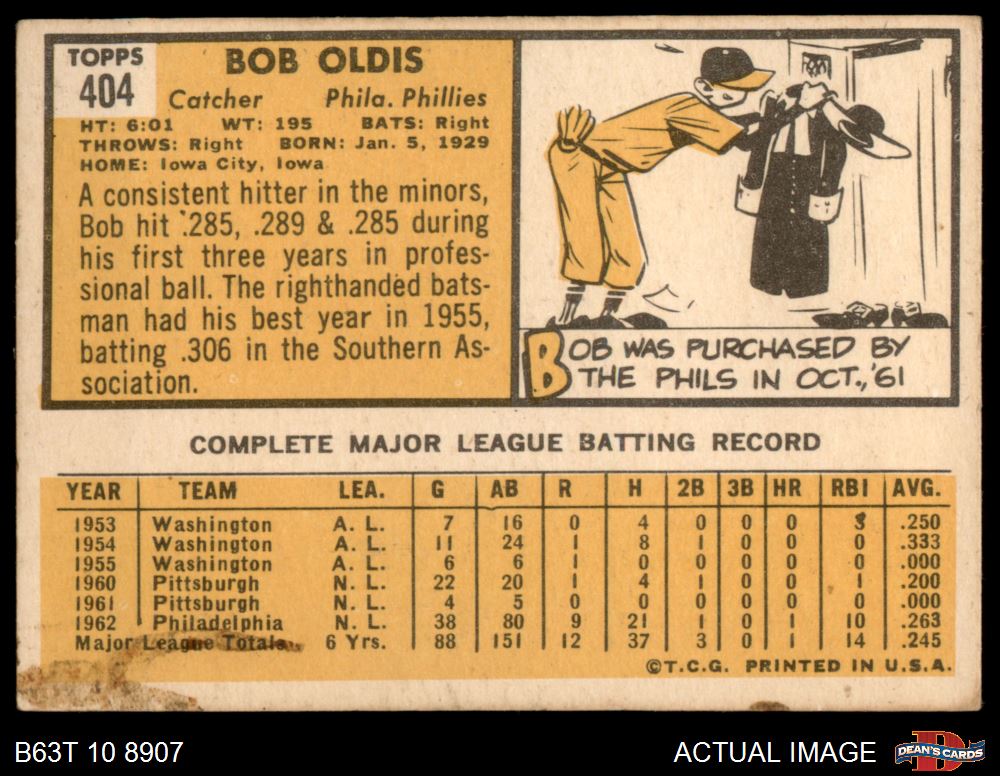 TOPPS
404
BOB OLDIS
Catcher Phila. Phillies
HT: 6:01 WT: 195 BATS: Right
THROWS: Right BORN: Jan. 5, 1929
HOME: Iowa City, Iowa
A consistent hitter in the minors,
Bob hit .285, .289 & .285 during
his first three years in profes-
sional ball. The righthanded bats-
man had his best year in 1955,
batting .306 in the Southern As-
sociation.
BOB WAS PURCHASED BY
THE PHILS IN OCT., '61
COMPLETE MAJOR LEAGUE BATTING RECORD
YEAR TEAM LEA. G AB R H 2B 3B HR RBI AVG.
1953 Washington A. L. 7 16 0 4 0 0 0 3 .250
1954 Washington A. L. 11 24 1 8 1 0 0 0 .333
1955 Washington A. L. 6 6 1 0 0 0 0 0 .000
1960 Pittsburgh N. L. 22 20 1 4 1 0 0 1 .200
1961 Pittsburgh N. L. 4 5 0 0 0 0 0 0 .000
1962 Philadelphia N. L. 38 80 9 21 1 0 1 10 .263
Major League Totals 6 Yrs. 88 151 12 37 3 0 1 14 .245
©T.C.G. PRINTED IN U.S.A.
B63T 10 8907
ACTUAL IMAGE
DEAN'S CARDS